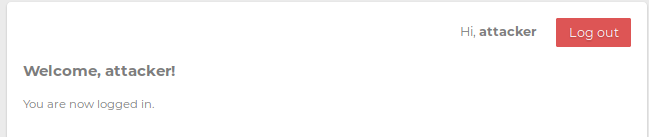 Hi, attacker
Log out
Welcome, attacker!
You are now logged in.